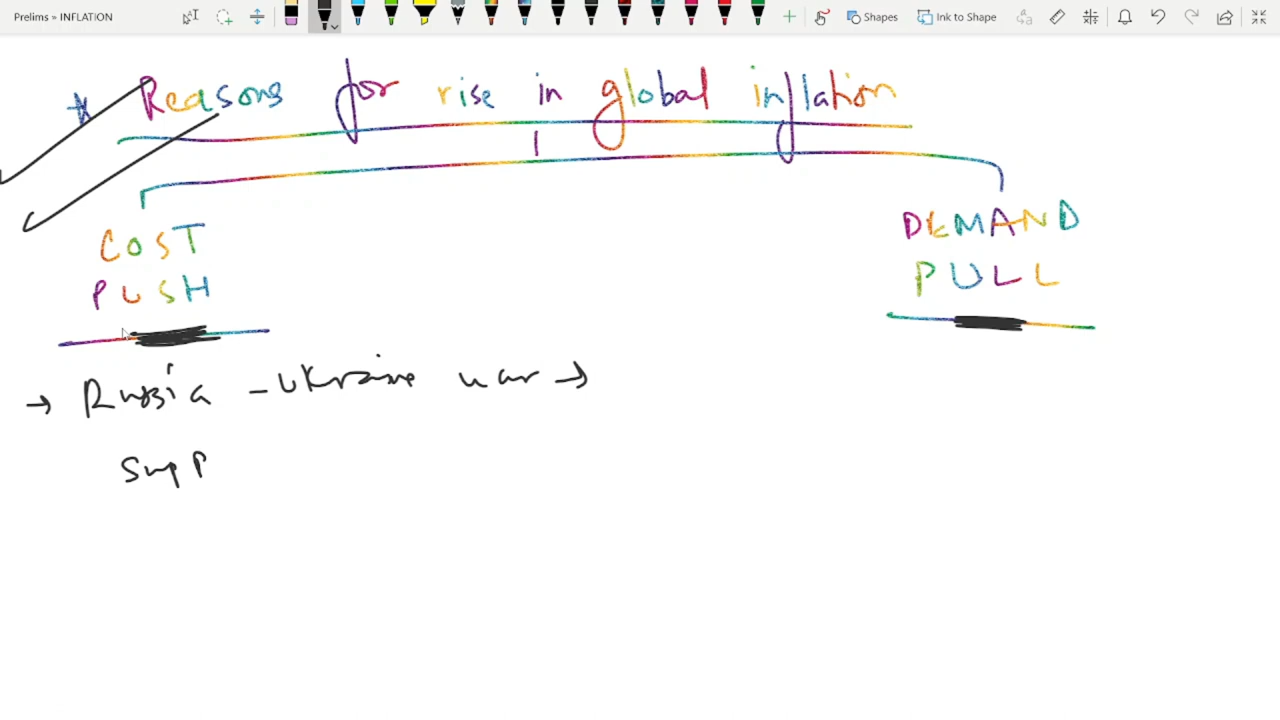 Prelims » INFLATION
Shapes
Ink to Shape
* Reasons for rise in global inflation
COST
PUSH
DEMAND
PULL
→ Russia - Ukraine war →
Supp